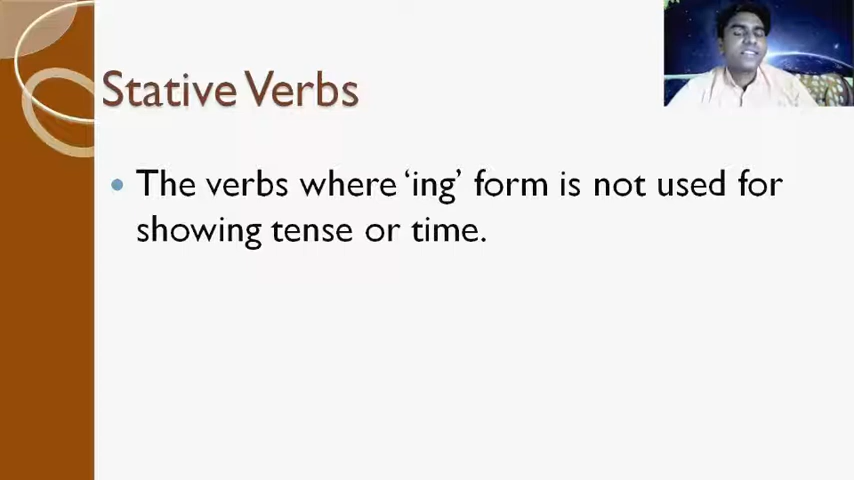 Stative Verbs
• The verbs where ‘ing’ form is not used for
showing tense or time.